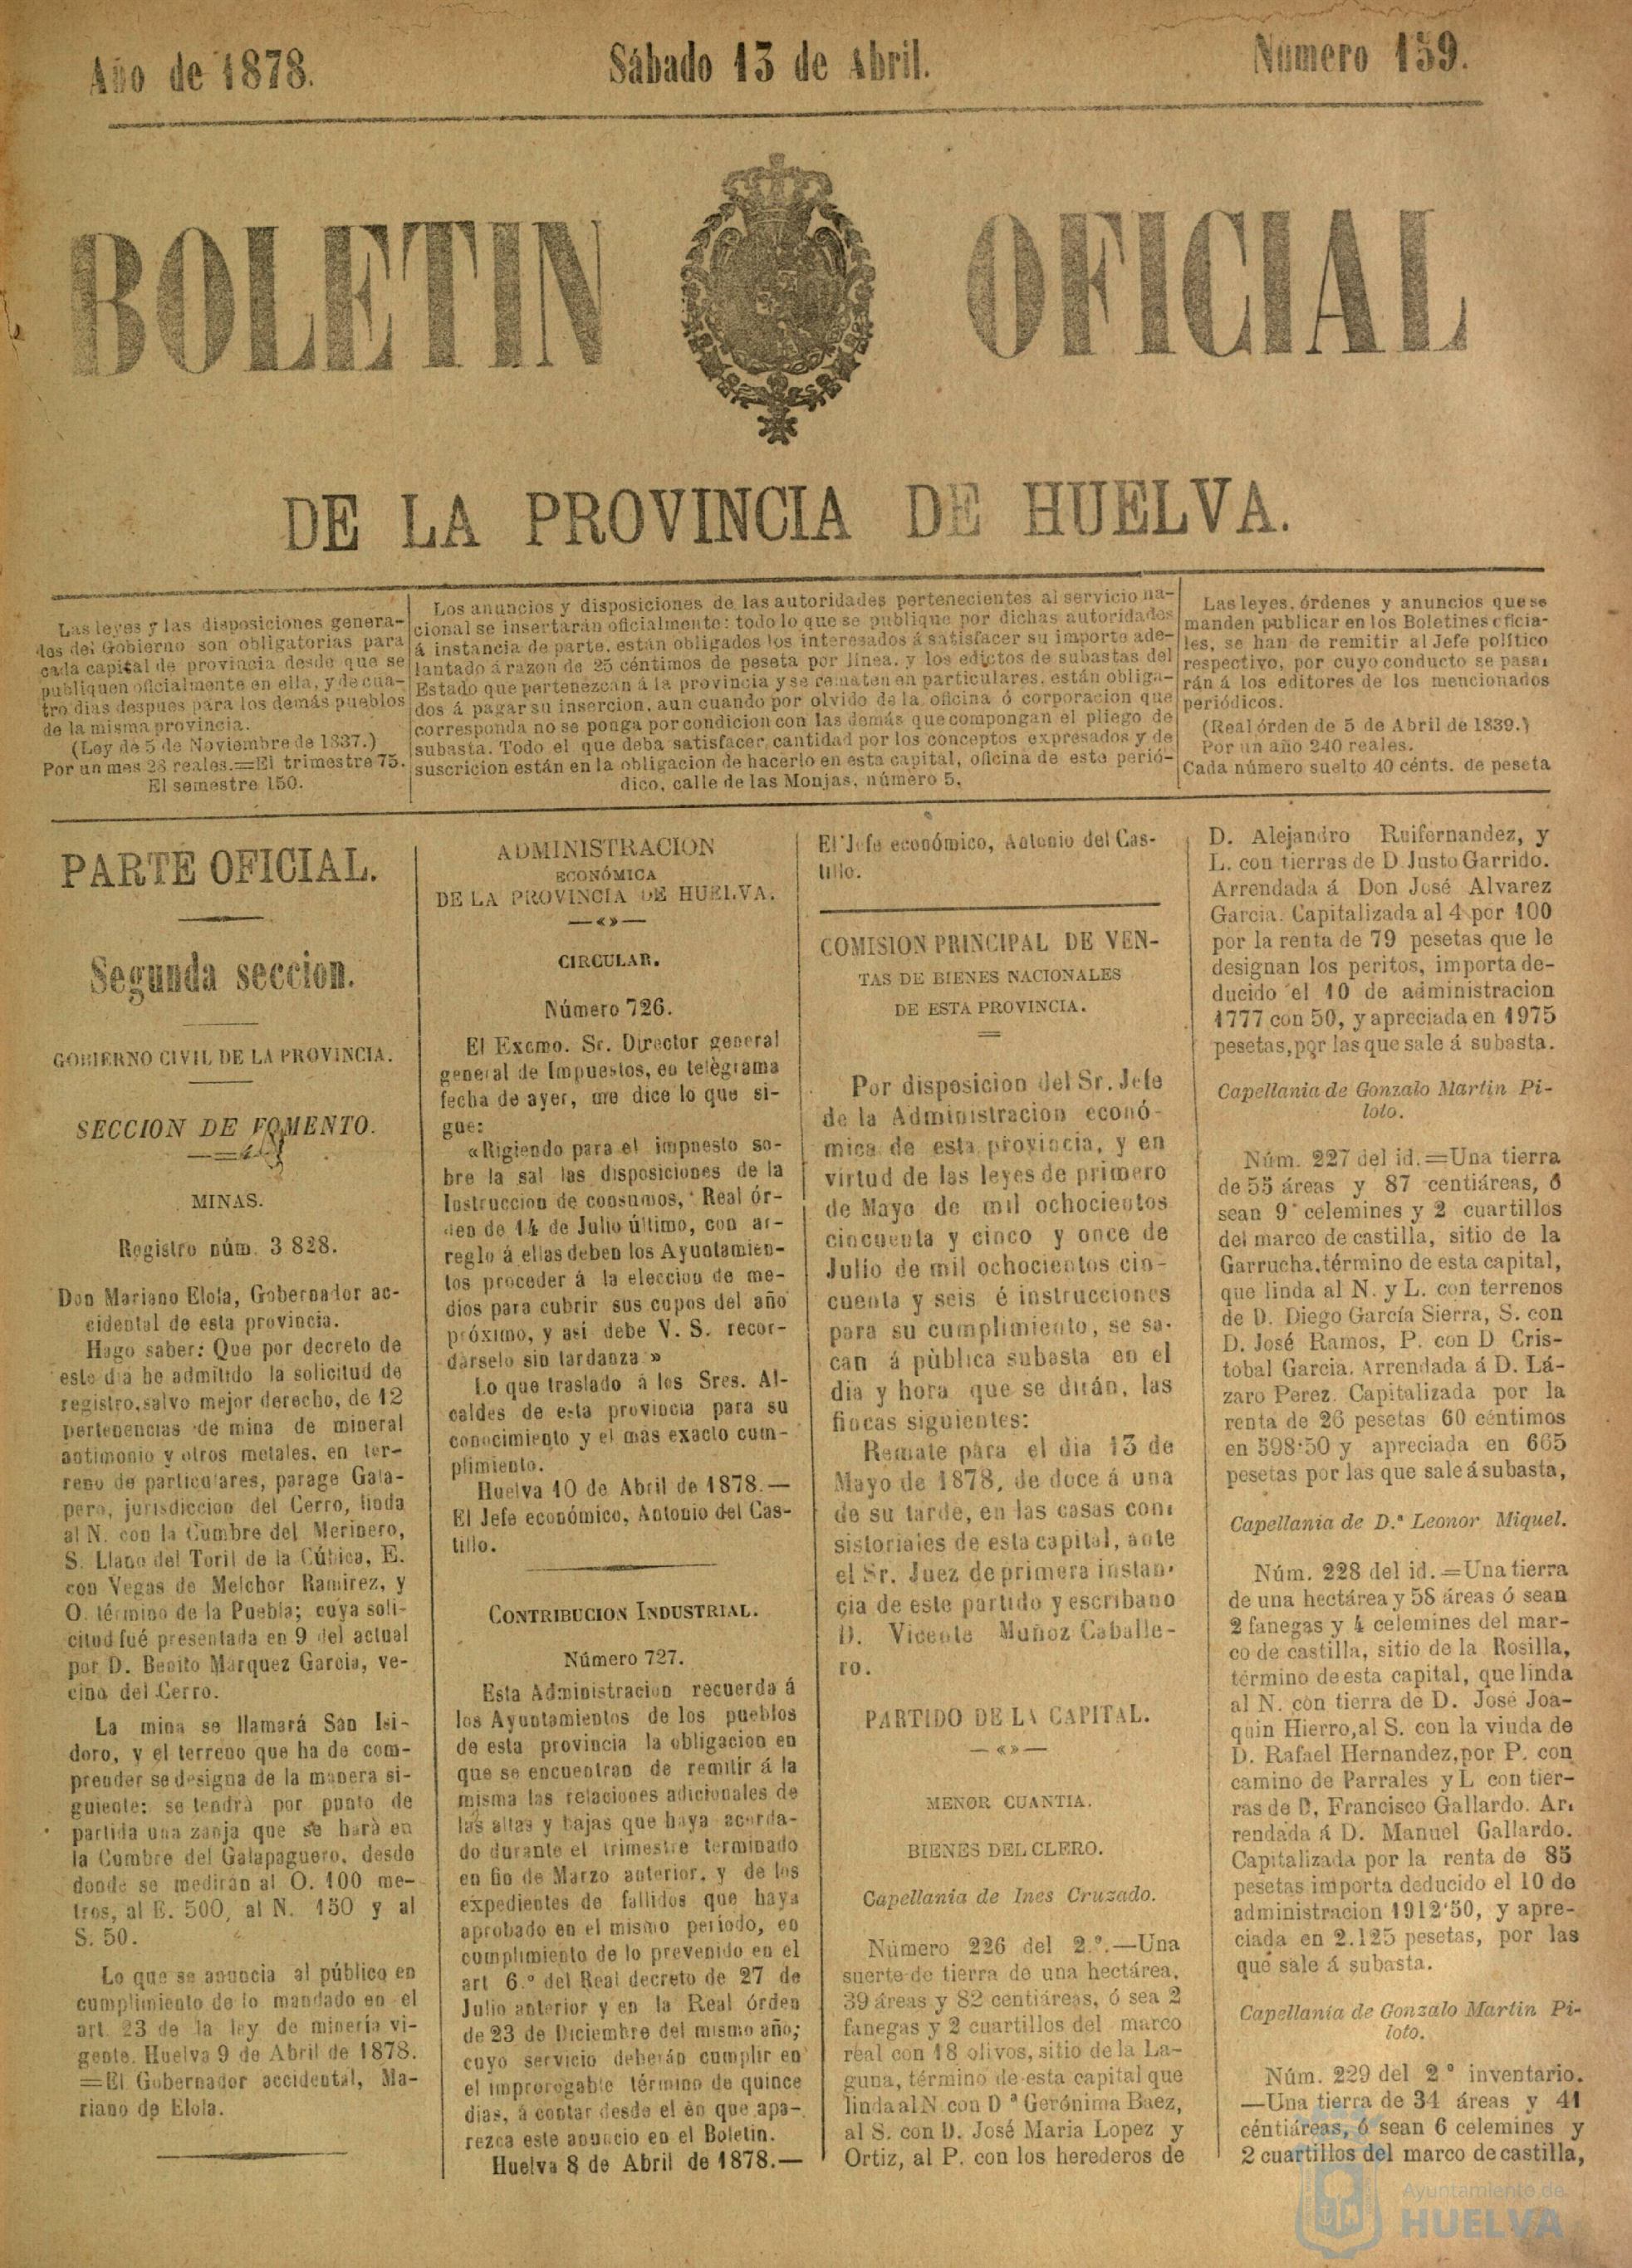 Año de 1878.
Sábado 13 de Abril.
Número 159.
BOLETIN OFICIAL
DE LA PROVINCIA DE HUELVA.
Las leyes y las disposiciones genera-
les del Gobierno son obligatorias para
cada capital de provincia desde que se
publiquen oficialmente en ella, y de cua-
tro dias despues para los demás pueblos
de la misma provincia.
(Ley de 5 de Noviembre de 1837.)
Por un mes 28 reales.=El trimestre 75.
El semestre 150.
Los anuncios y disposiciones de las autoridades pertenecientes al servicio na-
cional se insertarán oficialmente: todo lo que se publique por dichas autoridades
á instancia de parte, están obligados los interesados á satisfacer su importe ade-
lantado á razon de 25 céntimos de peseta por línea, y los edictos de subastas del
Estado que pertenezcan á la provincia y se rematen en particulares, están obliga-
dos á pagar su insercion, aun cuando por olvido de la oficina ó corporacion que
corresponda no se ponga por condicion con las demás que compongan el pliego de
subasta. Todo el que deba satisfacer cantidad por los conceptos expresados y de
suscricion están en la obligacion de hacerlo en esta capital, oficina de este perió-
dico, calle de las Monjas, número 5.
Las leyes, órdenes y anuncios que se
manden publicar en los Boletines oficia-
les, se han de remitir al Jefe político
respectivo, por cuyo conducto se pasa-
rán á los editores de los mencionados
periódicos.
(Real órden de 5 de Abril de 1839.)
Por un año 240 reales.
Cada número suelto 40 cénts. de peseta
PARTE OFICIAL.
Segunda seccion.
GOBIERNO CIVIL DE LA PROVINCIA.
SECCION DE FOMENTO.
MINAS.
Registro núm. 3 828.
Don Mariano Elola, Gobernador ac-
cidental de esta provincia.
Hago saber: Que por decreto de
este dia he admitido la solicitud de
registro, salvo mejor derecho, de 12
pertenencias de mina de mineral
antimonio y otros metales, en ter-
reno de particulares, parage Gala-
pero, jurisdiccion del Cerro, linda
al N. con la Cumbre del Merinero,
S. Llano del Toril de la Cúbica, E.
con Vegas de Melchor Ramirez, y
O. término de la Puebla; cuya soli-
citud fué presentada en 9 del actual
por D. Benito Marquez Garcia, ve-
cino del Cerro.
La mina se llamará San Isi-
doro, y el terreno que ha de com-
prender se designa de la manera si-
guiente: se tendrá por punto de
partida una zanja que se hará en
la Cumbre del Galapaguero, desde
donde se medirán al O. 100 me-
tros, al E. 500, al N. 150 y al
S. 50.
Lo que se anuncia al público en
cumplimiento de lo mandado en el
art. 23 de la ley de minería vi-
gente. Huelva 9 de Abril de 1878.
=El Gobernador accidental, Ma-
riano de Elola.
ADMINISTRACION
ECONÓMICA
DE LA PROVINCIA DE HUELVA.
—«»—
CIRCULAR.
Número 726.
El Excmo. Sr. Director general
general de Impuestos, en telégrama
fecha de ayer, me dice lo que si-
gue:
«Rigiendo para el impuesto so-
bre la sal las disposiciones de la
Instruccion de consumos, Real ór-
den de 14 de Julio último, con ar-
reglo á ellas deben los Ayuntamien-
tos proceder á la eleccion de me-
dios para cubrir sus cupos del año
próximo, y asi debe V. S. recor-
dárselo sin tardanza »
Lo que traslado á los Sres. Al-
caldes de esta provincia para su
conocimiento y el mas exacto cum-
plimiento.
Huelva 10 de Abril de 1878.—
El Jefe económico, Antonio del Cas-
tillo.
CONTRIBUCION INDUSTRIAL.
Número 727.
Esta Administracion recuerda á
los Ayuntamientos de los pueblos
de esta provincia la obligacion en
que se encuentran de remitir á la
misma las relaciones adicionales de
las altas y bajas que haya acorda-
do durante el trimestre terminado
en fin de Marzo anterior, y de los
expedientes de fallidos que haya
aprobado en el mismo periodo, en
cumplimiento de lo prevenido en el
art 6.º del Real decreto de 27 de
Julio anterior y en la Real órden
de 23 de Diciembre del mismo año;
cuyo servicio deberán cumplir en
el improrogable término de quince
dias, á contar desde el en que apa-
rezca este anuncio en el Boletin.
Huelva 8 de Abril de 1878.—
El Jefe económico, Antonio del Cas-
tillo.
COMISION PRINCIPAL DE VEN-
TAS DE BIENES NACIONALES
DE ESTA PROVINCIA.
Por disposicion del Sr. Jefe
de la Administracion econó-
mica de esta provincia, y en
virtud de las leyes de primero
de Mayo de mil ochocientos
cincuenta y cinco y once de
Julio de mil ochocientos cin-
cuenta y seis é instrucciones
para su cumplimiento, se sa-
can á pública subasta en el
dia y hora que se dirán, las
fincas siguientes:
Remate para el dia 13 de
Mayo de 1878, de doce á una
de su tarde, en las casas con-
sistoriales de esta capital, ante
el Sr. Juez de primera instan-
cia de este partido y escribano
D. Vicente Muñoz Caballe-
ro.
PARTIDO DE LA CAPITAL.
—«»—
MENOR CUANTIA.
BIENES DEL CLERO.
Capellania de Ines Cruzado.
Número 226 del 2.º.—Una
suerte de tierra de una hectárea,
39 áreas y 82 centiáreas, ó sea 2
fanegas y 2 cuartillos del marco
real con 18 olivos, sitio de la La-
guna, término de esta capital que
linda al N con D ª Gerónima Baez,
al S. con D. José Maria Lopez y
Ortiz, al P. con los herederos de
D. Alejandro Ruifernandez, y
L. con tierras de D Justo Garrido.
Arrendada á Don José Alvarez
Garcia. Capitalizada al 4 por 100
por la renta de 79 pesetas que le
designan los peritos, importa de-
ducido el 10 de administracion
1777 con 50, y apreciada en 1975
pesetas, por las que sale á subasta.
Capellania de Gonzalo Martin Pi-
loto.
Núm. 227 del id.=Una tierra
de 55 áreas y 87 centiáreas, ó
sean 9 celemines y 2 cuartillos
del marco de castilla, sitio de la
Garrucha, término de esta capital,
que linda al N. y L. con terrenos
de D. Diego García Sierra, S. con
D. José Ramos, P. con D Cris-
tobal Garcia. Arrendada á D. Lá-
zaro Perez. Capitalizada por la
renta de 26 pesetas 60 céntimos
en 598·50 y apreciada en 665
pesetas por las que sale á subasta,
Capellania de D.ª Leonor Miquel.
Núm. 228 del id.=Una tierra
de una hectárea y 58 áreas ó sean
2 fanegas y 4 celemines del mar-
co de castilla, sitio de la Rosilla,
término de esta capital, que linda
al N. con tierra de D. José Joa-
quin Hierro, al S. con la viuda de
D. Rafael Hernandez, por P. con
camino de Parrales y L con tier-
ras de D, Francisco Gallardo. Ar-
rendada á D. Manuel Gallardo.
Capitalizada por la renta de 85
pesetas importa deducido el 10 de
administracion 1912'50, y apre-
ciada en 2.125 pesetas, por las
que sale á subasta.
Capellania de Gonzalo Martin Pi-
loto.
Núm. 229 del 2 º inventario.
—Una tierra de 34 áreas y 41
céntiáreas, ó sean 6 celemines y
2 cuartillos del marco de castilla,
Ayuntamiento de
HUELVA